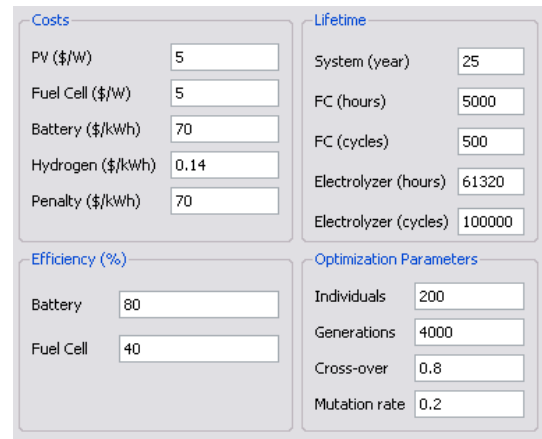 Costs
PV ($/W) 5
Fuel Cell ($/W) 5
Battery ($/kWh) 70
Hydrogen ($/kWh) 0.14
Penalty ($/kWh) 70
Lifetime
System (year) 25
FC (hours) 5000
FC (cycles) 500
Electrolyzer (hours) 61320
Electrolyzer (cycles) 100000
Efficiency (%)
Battery 80
Fuel Cell 40
Optimization Parameters
Individuals 200
Generations 4000
Cross-over 0.8
Mutation rate 0.2